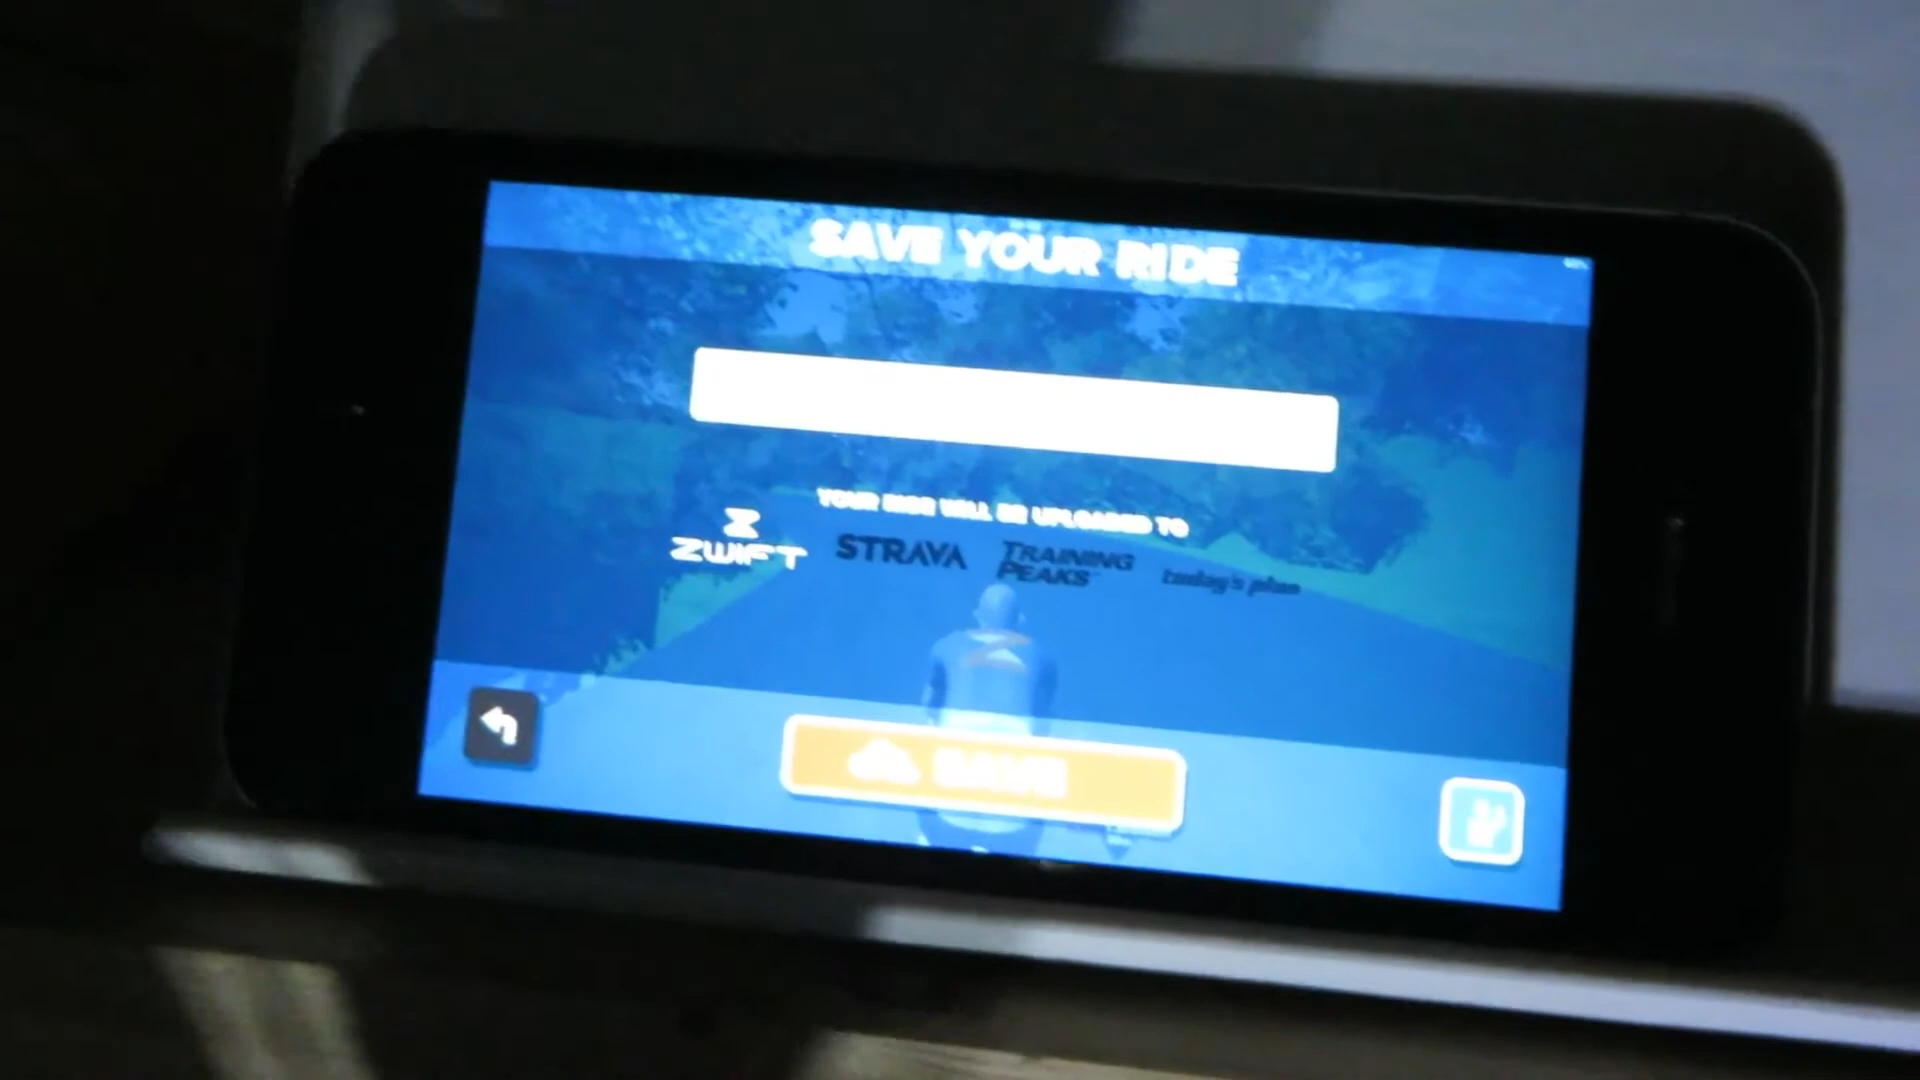 SAVE YOUR RIDE
YOUR RIDE WILL BE UPLOADED TO
ZWIFT STRAVA TRAINING PEAKS today's plan
SAVE